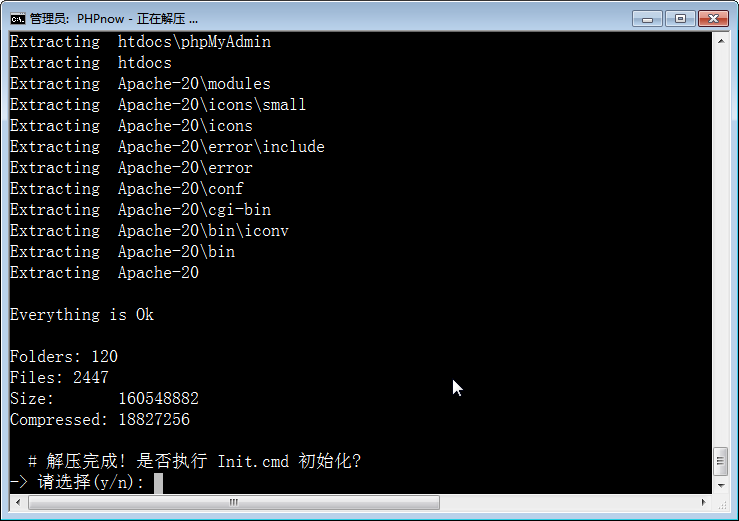 管理员: PHPnow - 正在解压 ...
Extracting  htdocs\phpMyAdmin
Extracting  htdocs
Extracting  Apache-20\modules
Extracting  Apache-20\icons\small
Extracting  Apache-20\icons
Extracting  Apache-20\error\include
Extracting  Apache-20\error
Extracting  Apache-20\conf
Extracting  Apache-20\cgi-bin
Extracting  Apache-20\bin\iconv
Extracting  Apache-20\bin
Extracting  Apache-20
Everything is Ok
Folders: 120
Files: 2447
Size:       160548882
Compressed: 18827256
# 解压完成! 是否执行 Init.cmd 初始化?
-> 请选择(y/n):